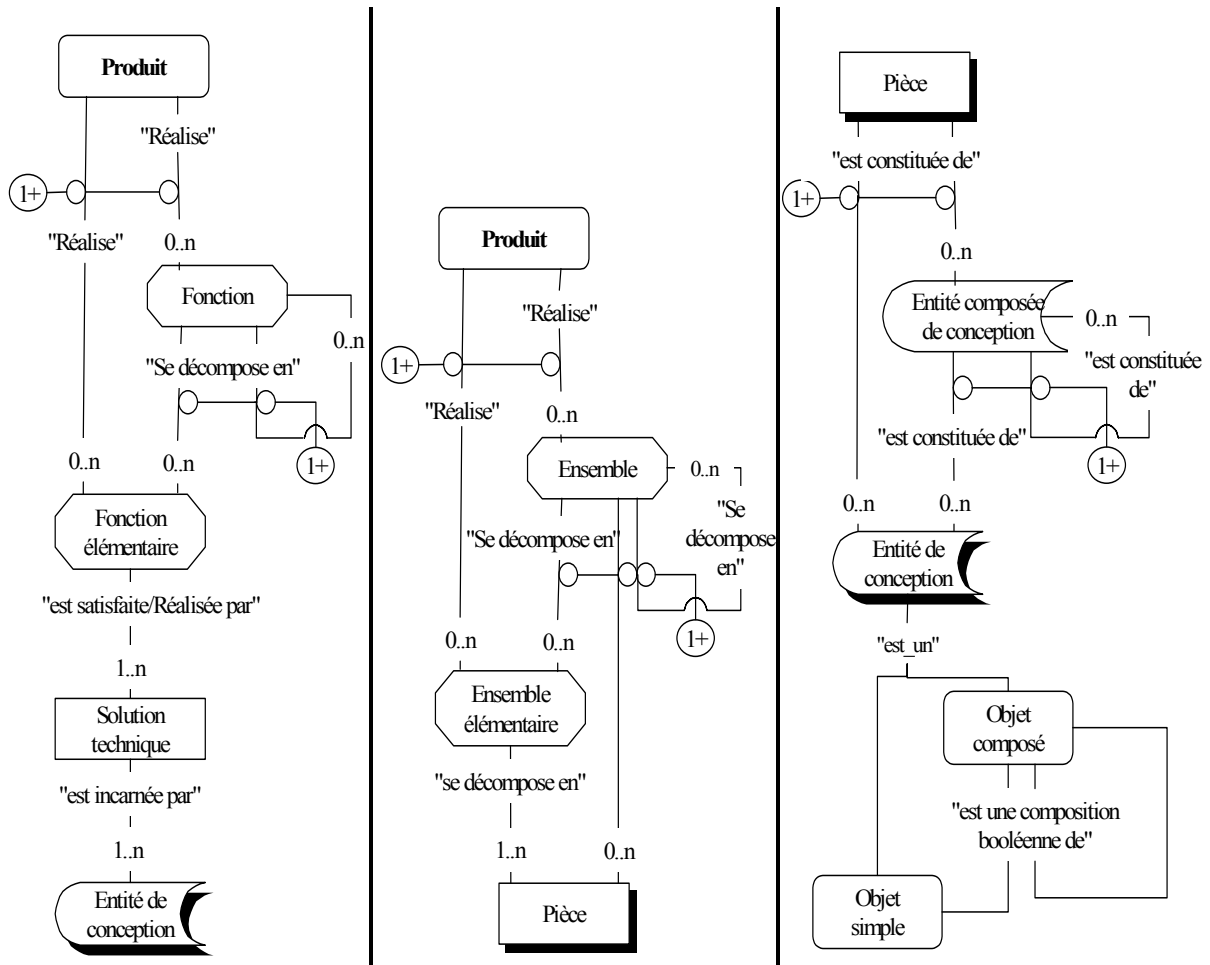 Produit
"Réalise"
1+
"Réalise"
0..n
Fonction
0..n
"Se décompose en"
1+
0..n
0..n
Fonction
élémentaire
"est satisfaite/Réalisée par"
1..n
Solution
technique
"est incarnée par"
1..n
Entité de
conception
Produit
"Réalise"
1+
"Réalise"
0..n
Ensemble
0..n
"Se
décompose
en"
"Se décompose en"
1+
0..n
0..n
Ensemble
élémentaire
"se décompose en"
1..n
0..n
Pièce
Pièce
"est constituée de"
1+
0..n
Entité composée
de conception
0..n
"est constituée
de"
"est constituée de"
1+
0..n
0..n
Entité de
conception
"est_un"
Objet
composé
"est une composition
booléenne de"
Objet
simple